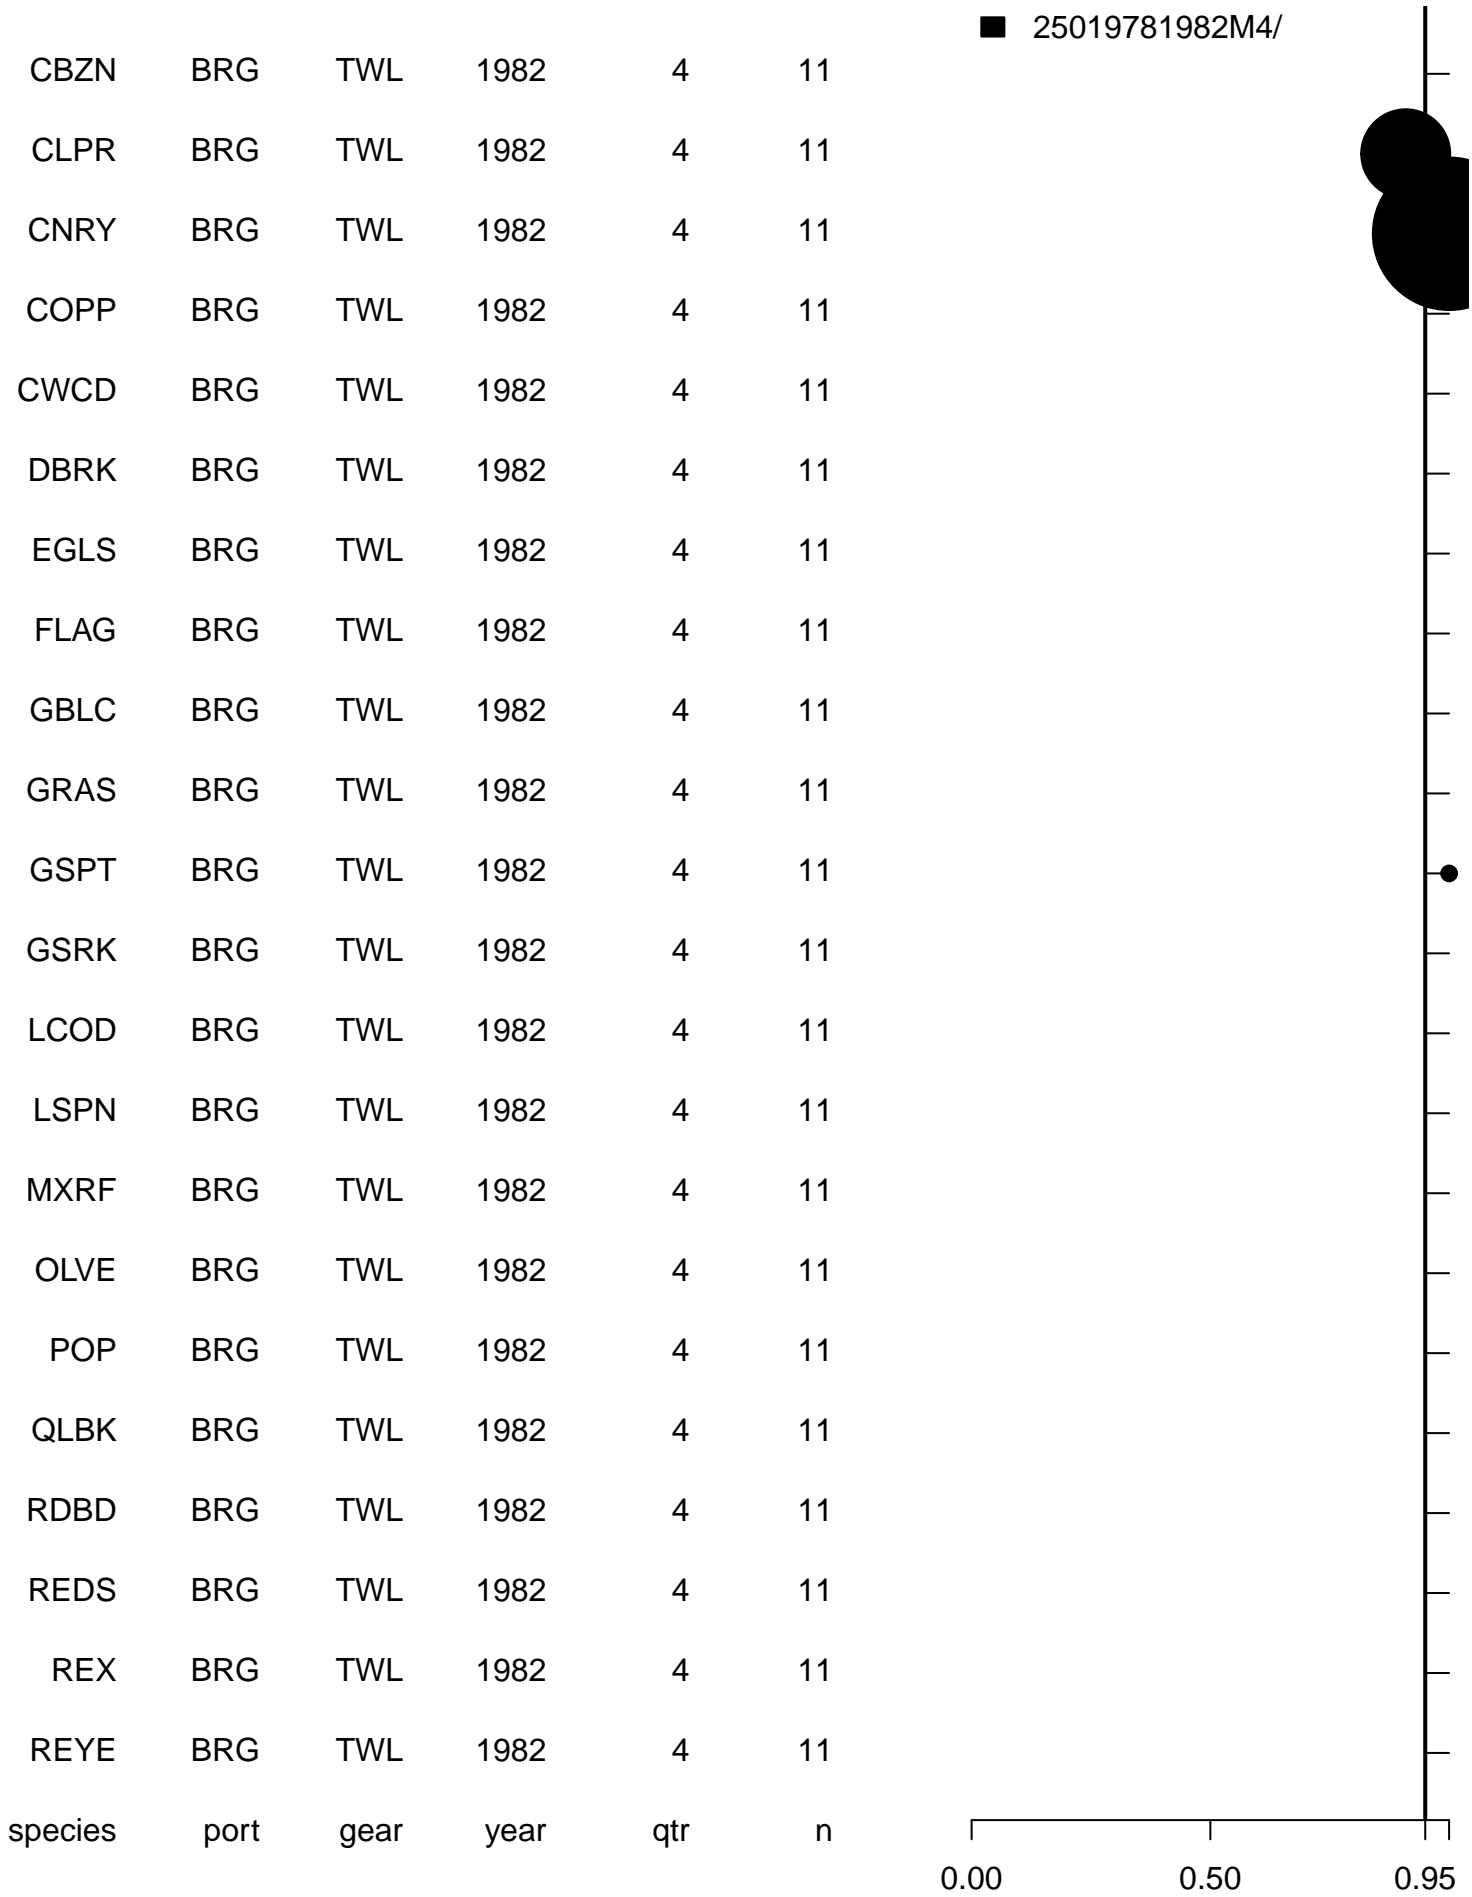 25019781982M4/
CBZN BRG TWL 1982 4 11
CLPR BRG TWL 1982 4 11
CNRY BRG TWL 1982 4 11
COPP BRG TWL 1982 4 11
CWCD BRG TWL 1982 4 11
DBRK BRG TWL 1982 4 11
EGLS BRG TWL 1982 4 11
FLAG BRG TWL 1982 4 11
GBLC BRG TWL 1982 4 11
GRAS BRG TWL 1982 4 11
GSPT BRG TWL 1982 4 11
GSRK BRG TWL 1982 4 11
LCOD BRG TWL 1982 4 11
LSPN BRG TWL 1982 4 11
MXRF BRG TWL 1982 4 11
OLVE BRG TWL 1982 4 11
POP BRG TWL 1982 4 11
QLBK BRG TWL 1982 4 11
RDBD BRG TWL 1982 4 11
REDS BRG TWL 1982 4 11
REX BRG TWL 1982 4 11
REYE BRG TWL 1982 4 11
species port gear year qtr n
0.00 0.50 0.95